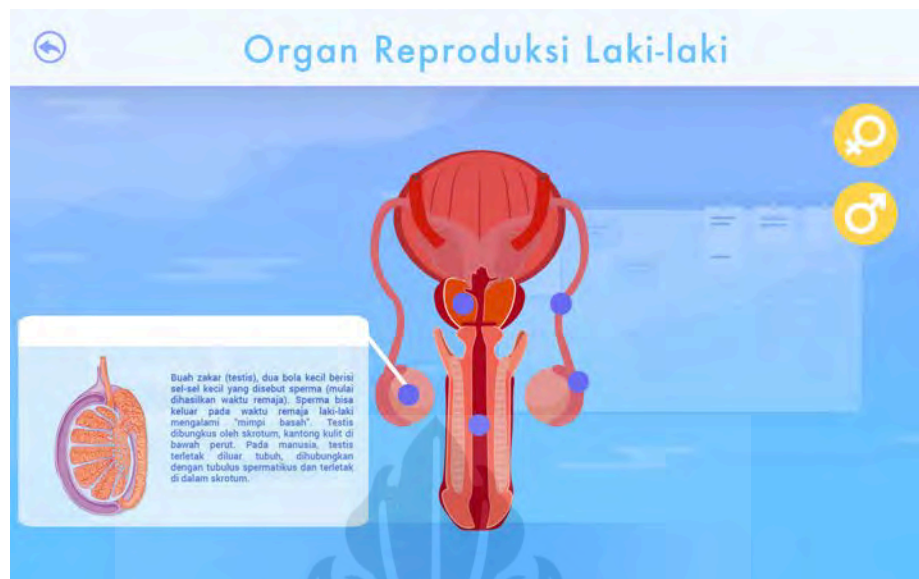 Organ Reproduksi Laki-laki
Buah zakar (testis), dua bola kecil berisi
sel-sel kecil yang disebut sperma (mulai
dihasilkan waktu remaja). Sperma bisa
keluar pada waktu remaja laki-laki
mengalami "mimpi basah". Testis
dibungkus oleh skrotum, kantong kulit di
bawah perut. Pada manusia, testis
terletak diluar tubuh, dihubungkan
dengan tubulus spermatikus dan terletak
di dalam skrotum.